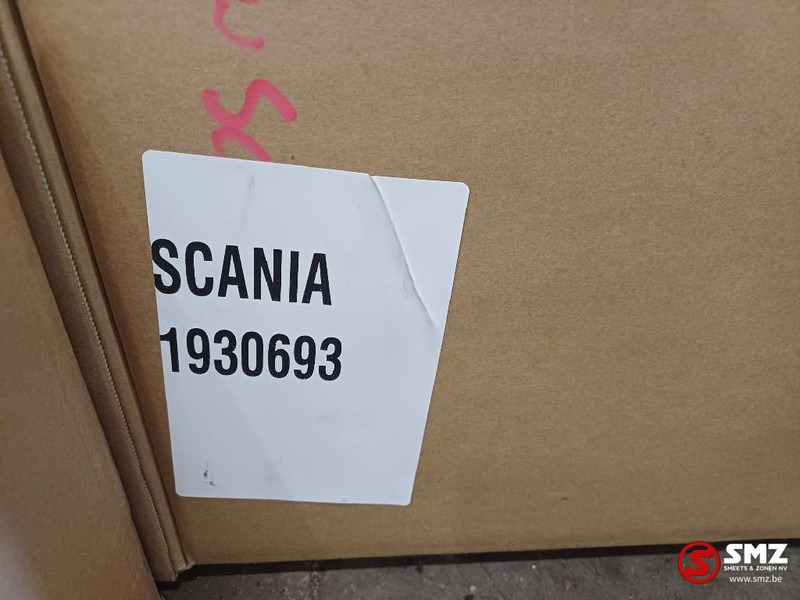 SCANIA
1930693
SMZ
SMEETS & ZONEN NV
www.smz.be